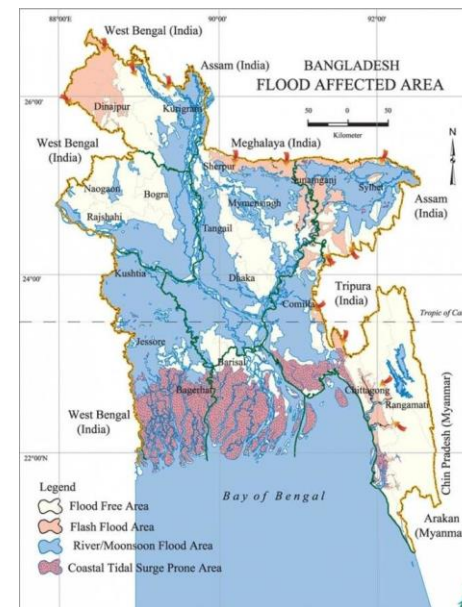 92°00'E
90°00'
26°00'E
West Bengal (India)
Assam (India)
BANGLADESH
FLOOD AFFECTED AREA
50
0
50
Kilometer
N
Dinajpur
Kurigram
26°00'
West Bengal
(India)
Meghalaya (India)
Sherpur
Sunamganj
Sylhet
Assam
(India)
Naogaon
Bogra
Mymensingh
Rajshahi
Tangail
24°00'
Kushtia
Dhaka
Tripura
(India)
Comilla
Tropic of Ca
Jessore
Barisal
Bagerhat
Chittagong
Rangamati
West Bengal
(India)
Chin Pradesh (Myanmar)
22°00'N
Legend
Bay of Bengal
Flood Free Area
Flash Flood Area
River/Moonsoon Flood Area
Coastal Tidal Surge Prone Area
Arakan
(Myanma